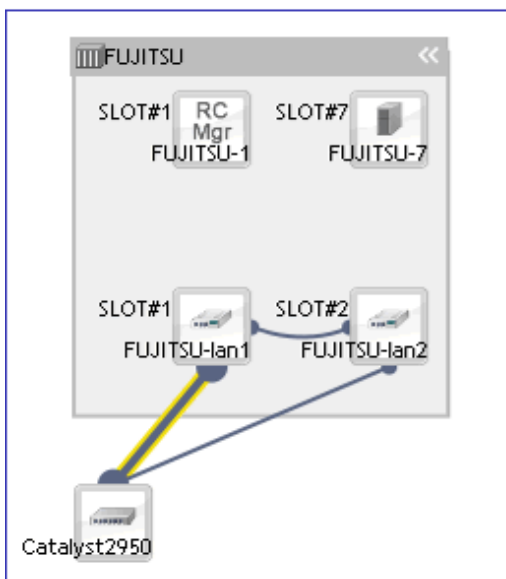 FUJITSU
SLOT#1 RC Mgr SLOT#7
FUJITSU-1 FUJITSU-7
SLOT#1 SLOT#2
FUJITSU-lan1 FUJITSU-lan2
Catalyst2950